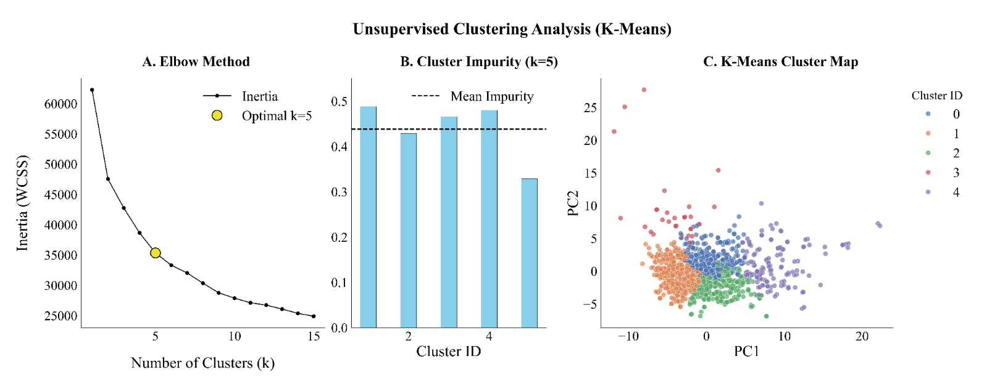 Unsupervised Clustering Analysis (K-Means)
A. Elbow Method
Inertia (WCSS)
60000
55000
50000
45000
40000
35000
30000
25000
Inertia
Optimal k=5
5
10
15
Number of Clusters (k)
B. Cluster Impurity (k=5)
0.5
0.4
0.3
0.2
0.1
0.0
Mean Impurity
2
4
Cluster ID
C. K-Means Cluster Map
PC2
25
20
15
10
5
0
−5
−10
0
10
20
PC1
Cluster ID
0
1
2
3
4